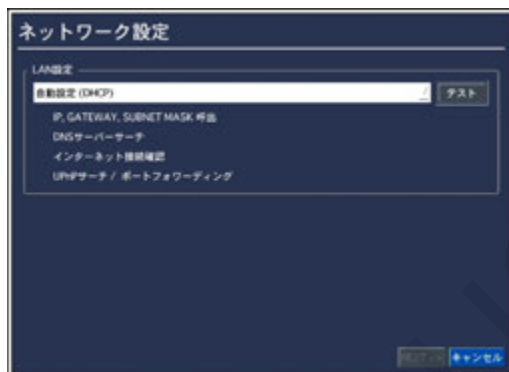 ネットワーク設定
LAN設定
自動設定 (DHCP)
テスト
IP, GATEWAY, SUBNET MASK 呼出
DNSサーバーサーチ
インターネット接続確認
UPnPサーチ / ポートフォワーディング
キャンセル